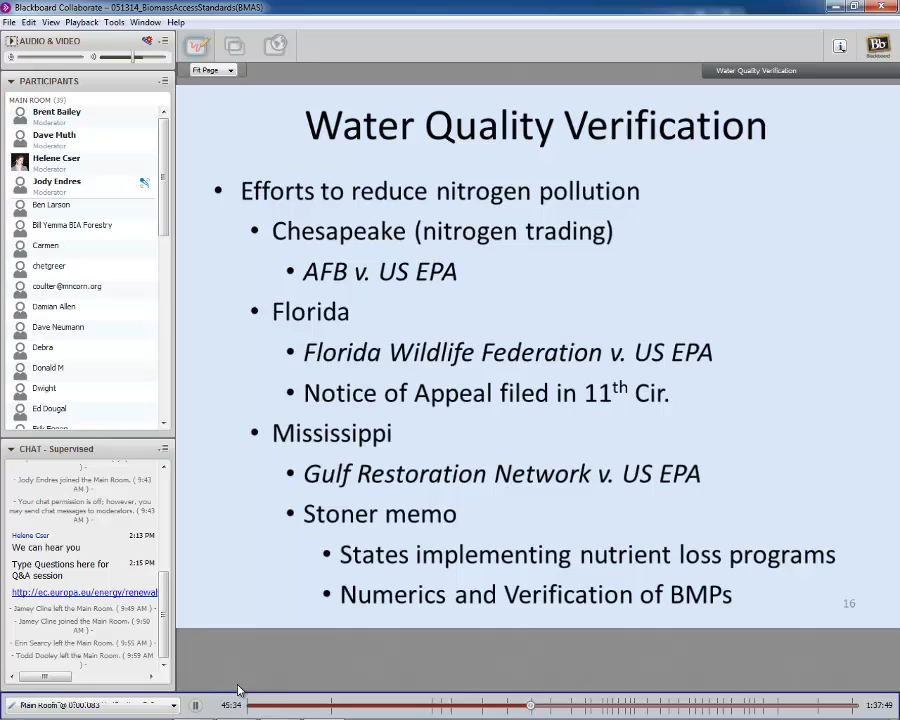 Blackboard Collaborate - 051314_BiomassAccessStandards(BMAS)
File Edit View Playback Tools Window Help
AUDIO & VIDEO
Fit Page
Water Quality Verification
Bb
Blackboard
PARTICIPANTS
MAIN ROOM (39)
Brent Bailey
Moderator
Dave Muth
Moderator
Helene Cser
Moderator
Jody Endres
Moderator
Ben Larson
Bill Yemma BIA Forestry
Carmen
chetgreer
coulter@mncorn.org
Damian Allen
Dave Neumann
Debra
Donald M
Dwight
Ed Dougal
CHAT - Supervised
AM ) -
- Jody Endres joined the Main Room. ( 9:43
AM ) -
- Your chat permission is off; however, you
may send chat messages to moderators. ( 9:43
AM ) -
Helene Cser 2:13 PM
We can hear you
Type Questions here for 2:15 PM
Q&A session
http://ec.europa.eu/energy/renewal
- Jamey Cline left the Main Room. ( 9:49 AM ) -
- Jamey Cline joined the Main Room. ( 9:50
AM ) -
- Erin Searcy left the Main Room. ( 9:55 AM ) -
- Todd Dooley left the Main Room. ( 9:59 AM )
-
Water Quality Verification
• Efforts to reduce nitrogen pollution
• Chesapeake (nitrogen trading)
• AFB v. US EPA
• Florida
• Florida Wildlife Federation v. US EPA
• Notice of Appeal filed in 11th Cir.
• Mississippi
• Gulf Restoration Network v. US EPA
• Stoner memo
• States implementing nutrient loss programs
• Numerics and Verification of BMPs
16
Main Room 45:34 1:37:49